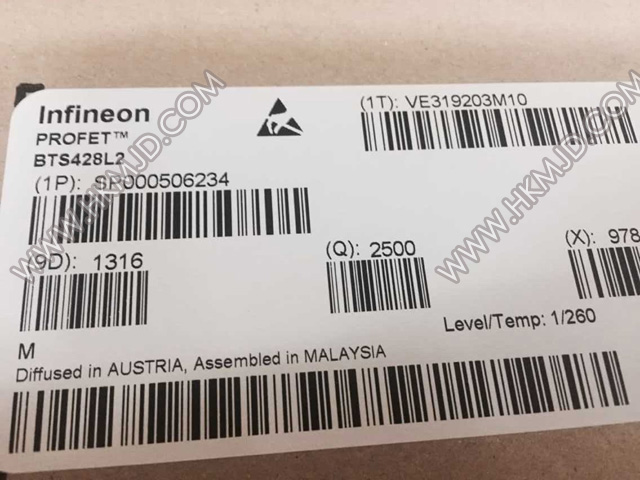 Infineon
PROFET™
BTS428L2
(1P): SP000506234
(1T): VE319203M10
(9D): 1316
(Q): 2500
(X): 978
Level/Temp: 1/260
M
Diffused in AUSTRIA, Assembled in MALAYSIA
WWW.HKMJD.COM
WWW.HKMJD.COM